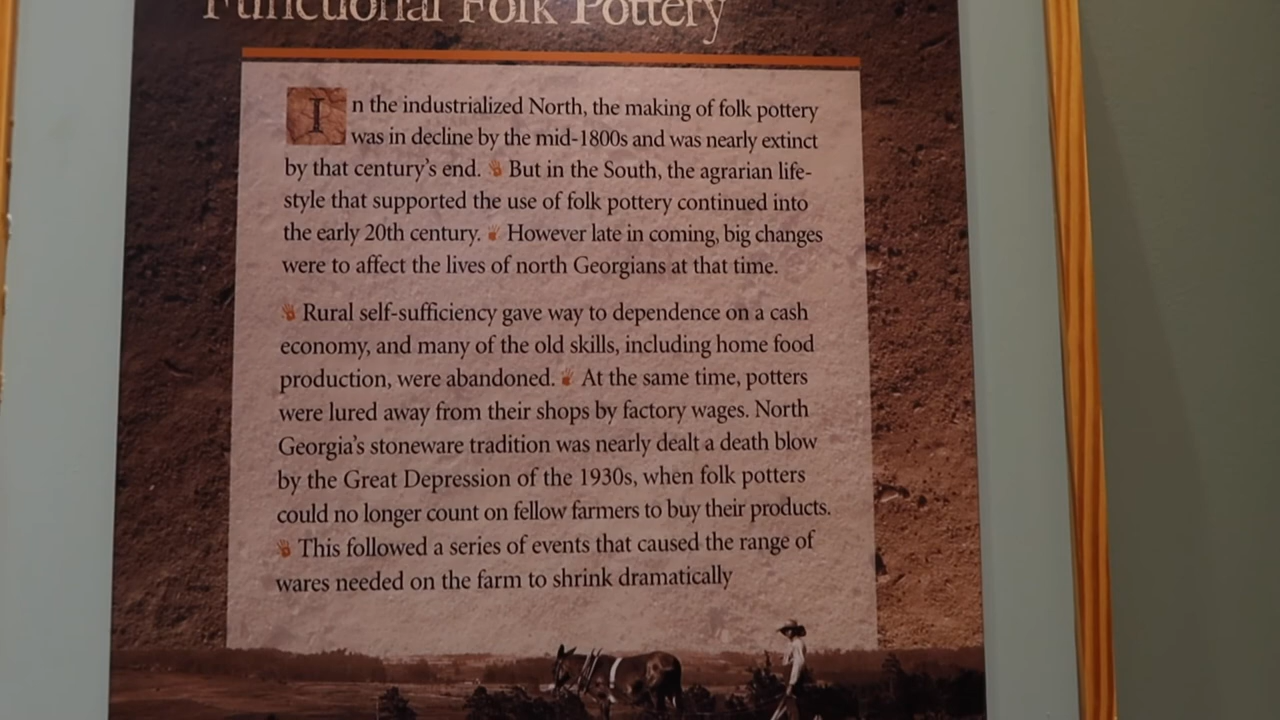 Functional Folk Pottery
In the industrialized North, the making of folk pottery
was in decline by the mid-1800s and was nearly extinct
by that century's end. But in the South, the agrarian life-
style that supported the use of folk pottery continued into
the early 20th century. However late in coming, big changes
were to affect the lives of north Georgians at that time.
Rural self-sufficiency gave way to dependence on a cash
economy, and many of the old skills, including home food
production, were abandoned. At the same time, potters
were lured away from their shops by factory wages. North
Georgia's stoneware tradition was nearly dealt a death blow
by the Great Depression of the 1930s, when folk potters
could no longer count on fellow farmers to buy their products.
This followed a series of events that caused the range of
wares needed on the farm to shrink dramatically